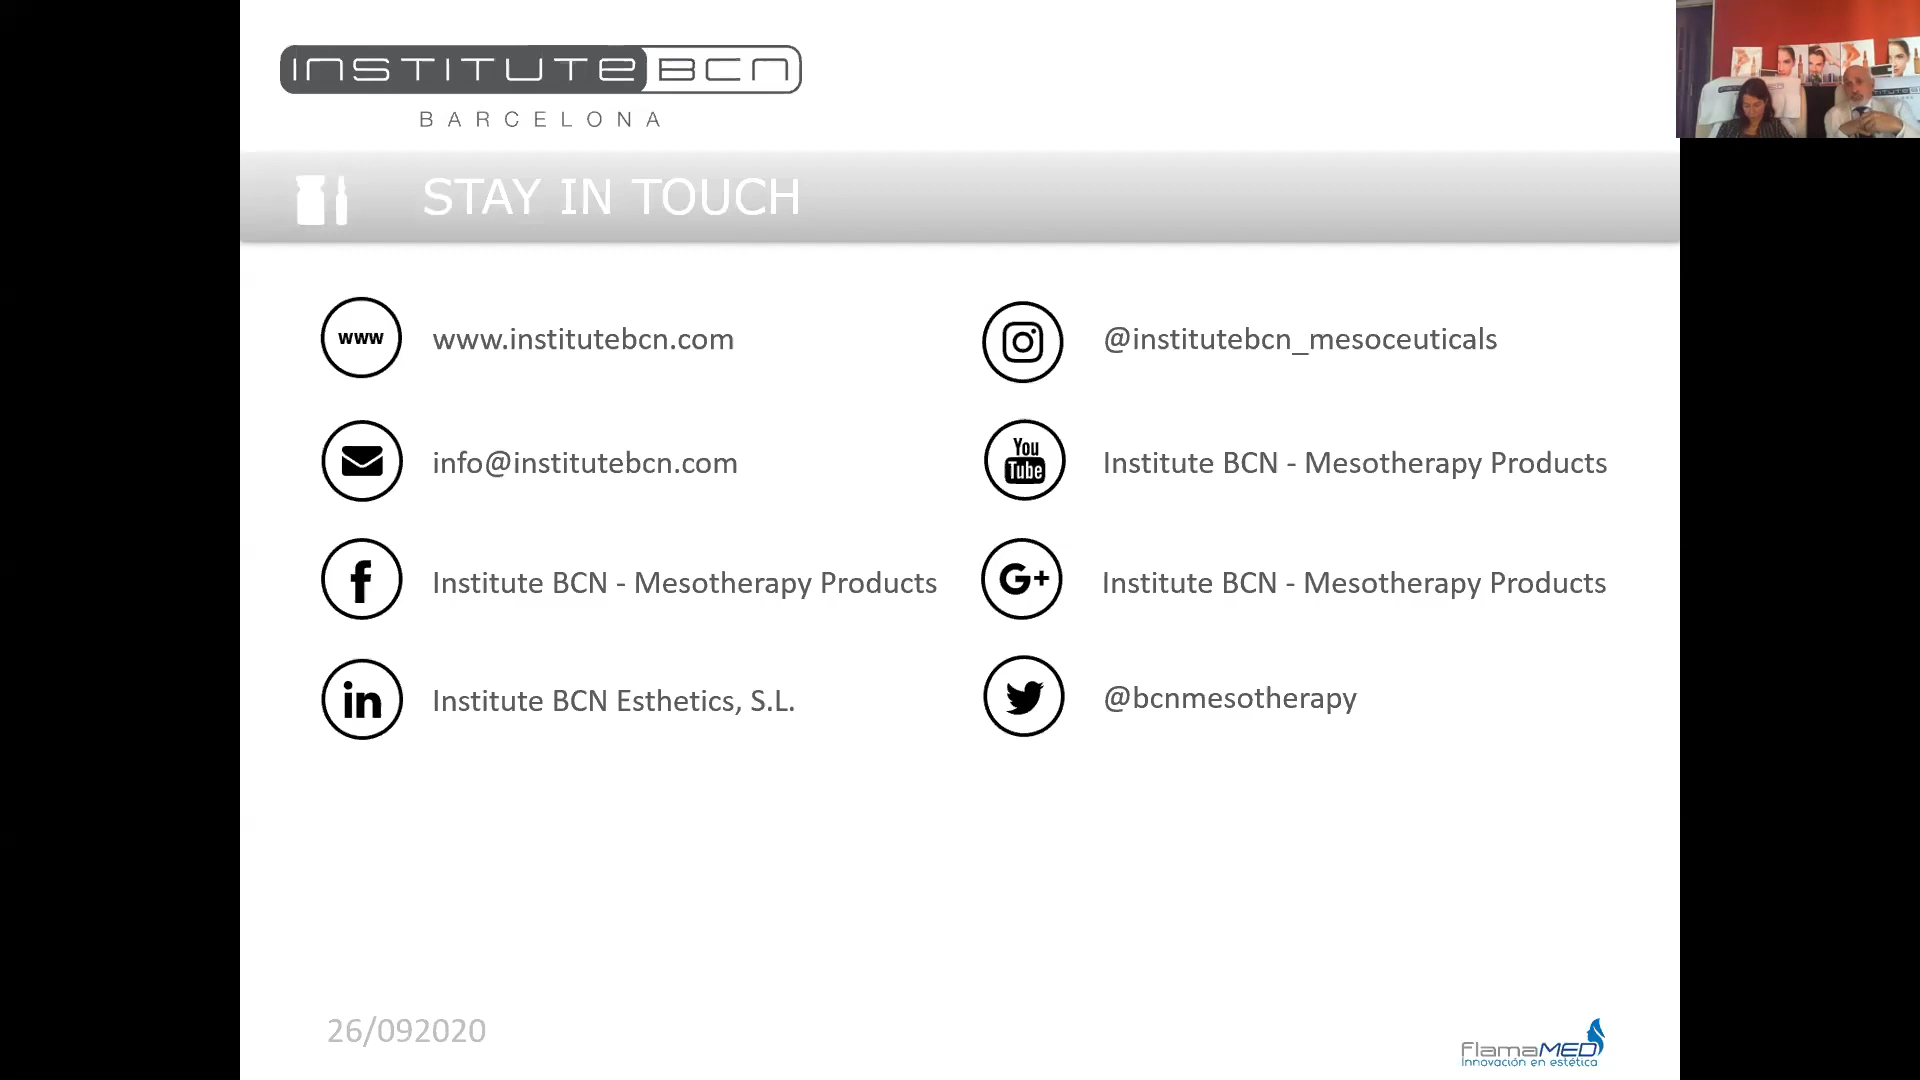 INSTITUTE BCN
BARCELONA
STAY IN TOUCH
www
www.institutebcn.com
@institutebcn_mesoceuticals
info@institutebcn.com
You
Tube
Institute BCN - Mesotherapy Products
f
Institute BCN - Mesotherapy Products
G+
Institute BCN - Mesotherapy Products
in
Institute BCN Esthetics, S.L.
@bcnmesotherapy
26/092020
FlamaMED
Innovación en estética